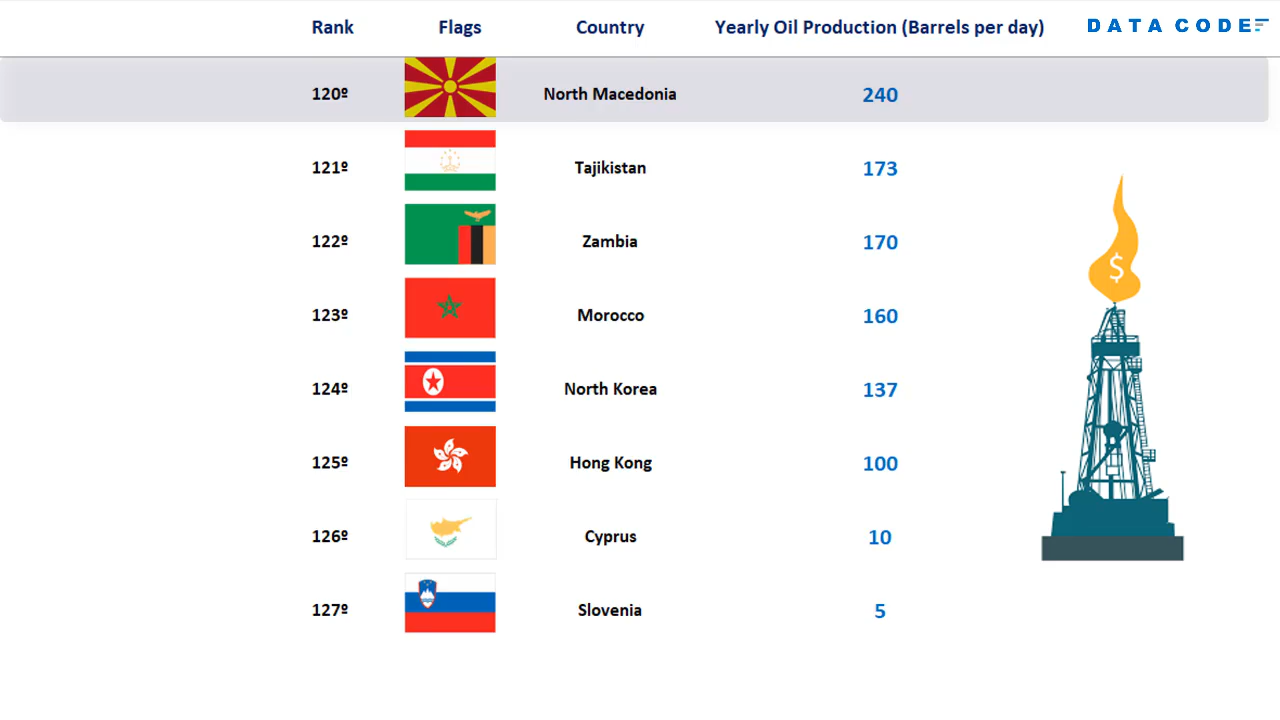 Rank Flags Country Yearly Oil Production (Barrels per day) DATA CODE
120º North Macedonia 240
121º Tajikistan 173
122º Zambia 170
123º Morocco 160
124º North Korea 137
125º Hong Kong 100
126º Cyprus 10
127º Slovenia 5
$